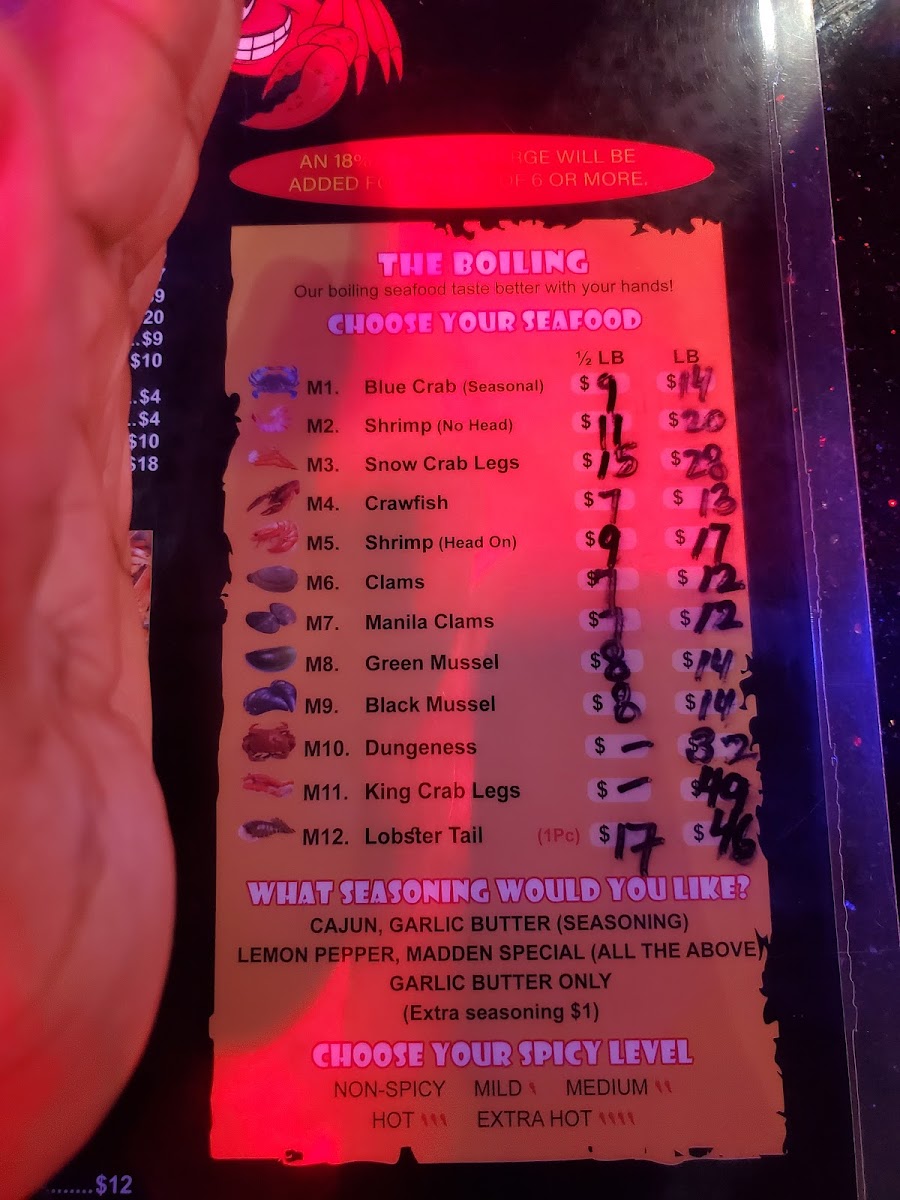 AN 18% RGE WILL BE
ADDED OF 6 OR MORE.
THE BOILING
Our boiling seafood taste better with your hands!
CHOOSE YOUR SEAFOOD
½ LB LB
M1. Blue Crab (Seasonal) $9 $14
M2. Shrimp (No Head) $11 $20
M3. Snow Crab Legs $15 $28
M4. Crawfish $7 $13
M5. Shrimp (Head On) $9 $17
M6. Clams $7 $12
M7. Manila Clams $7 $12
M8. Green Mussel $8 $14
M9. Black Mussel $8 $14
M10. Dungeness $ - $32
M11. King Crab Legs $ - $49
M12. Lobster Tail (1Pc) $17 $46
WHAT SEASONING WOULD YOU LIKE?
CAJUN, GARLIC BUTTER (SEASONING)
LEMON PEPPER, MADDEN SPECIAL (ALL THE ABOVE)
GARLIC BUTTER ONLY
(Extra seasoning $1)
CHOOSE YOUR SPICY LEVEL
NON-SPICY MILD MEDIUM
HOT EXTRA HOT
9
20
..$9
$10
.$4
..$4
$10
$18
.......$12